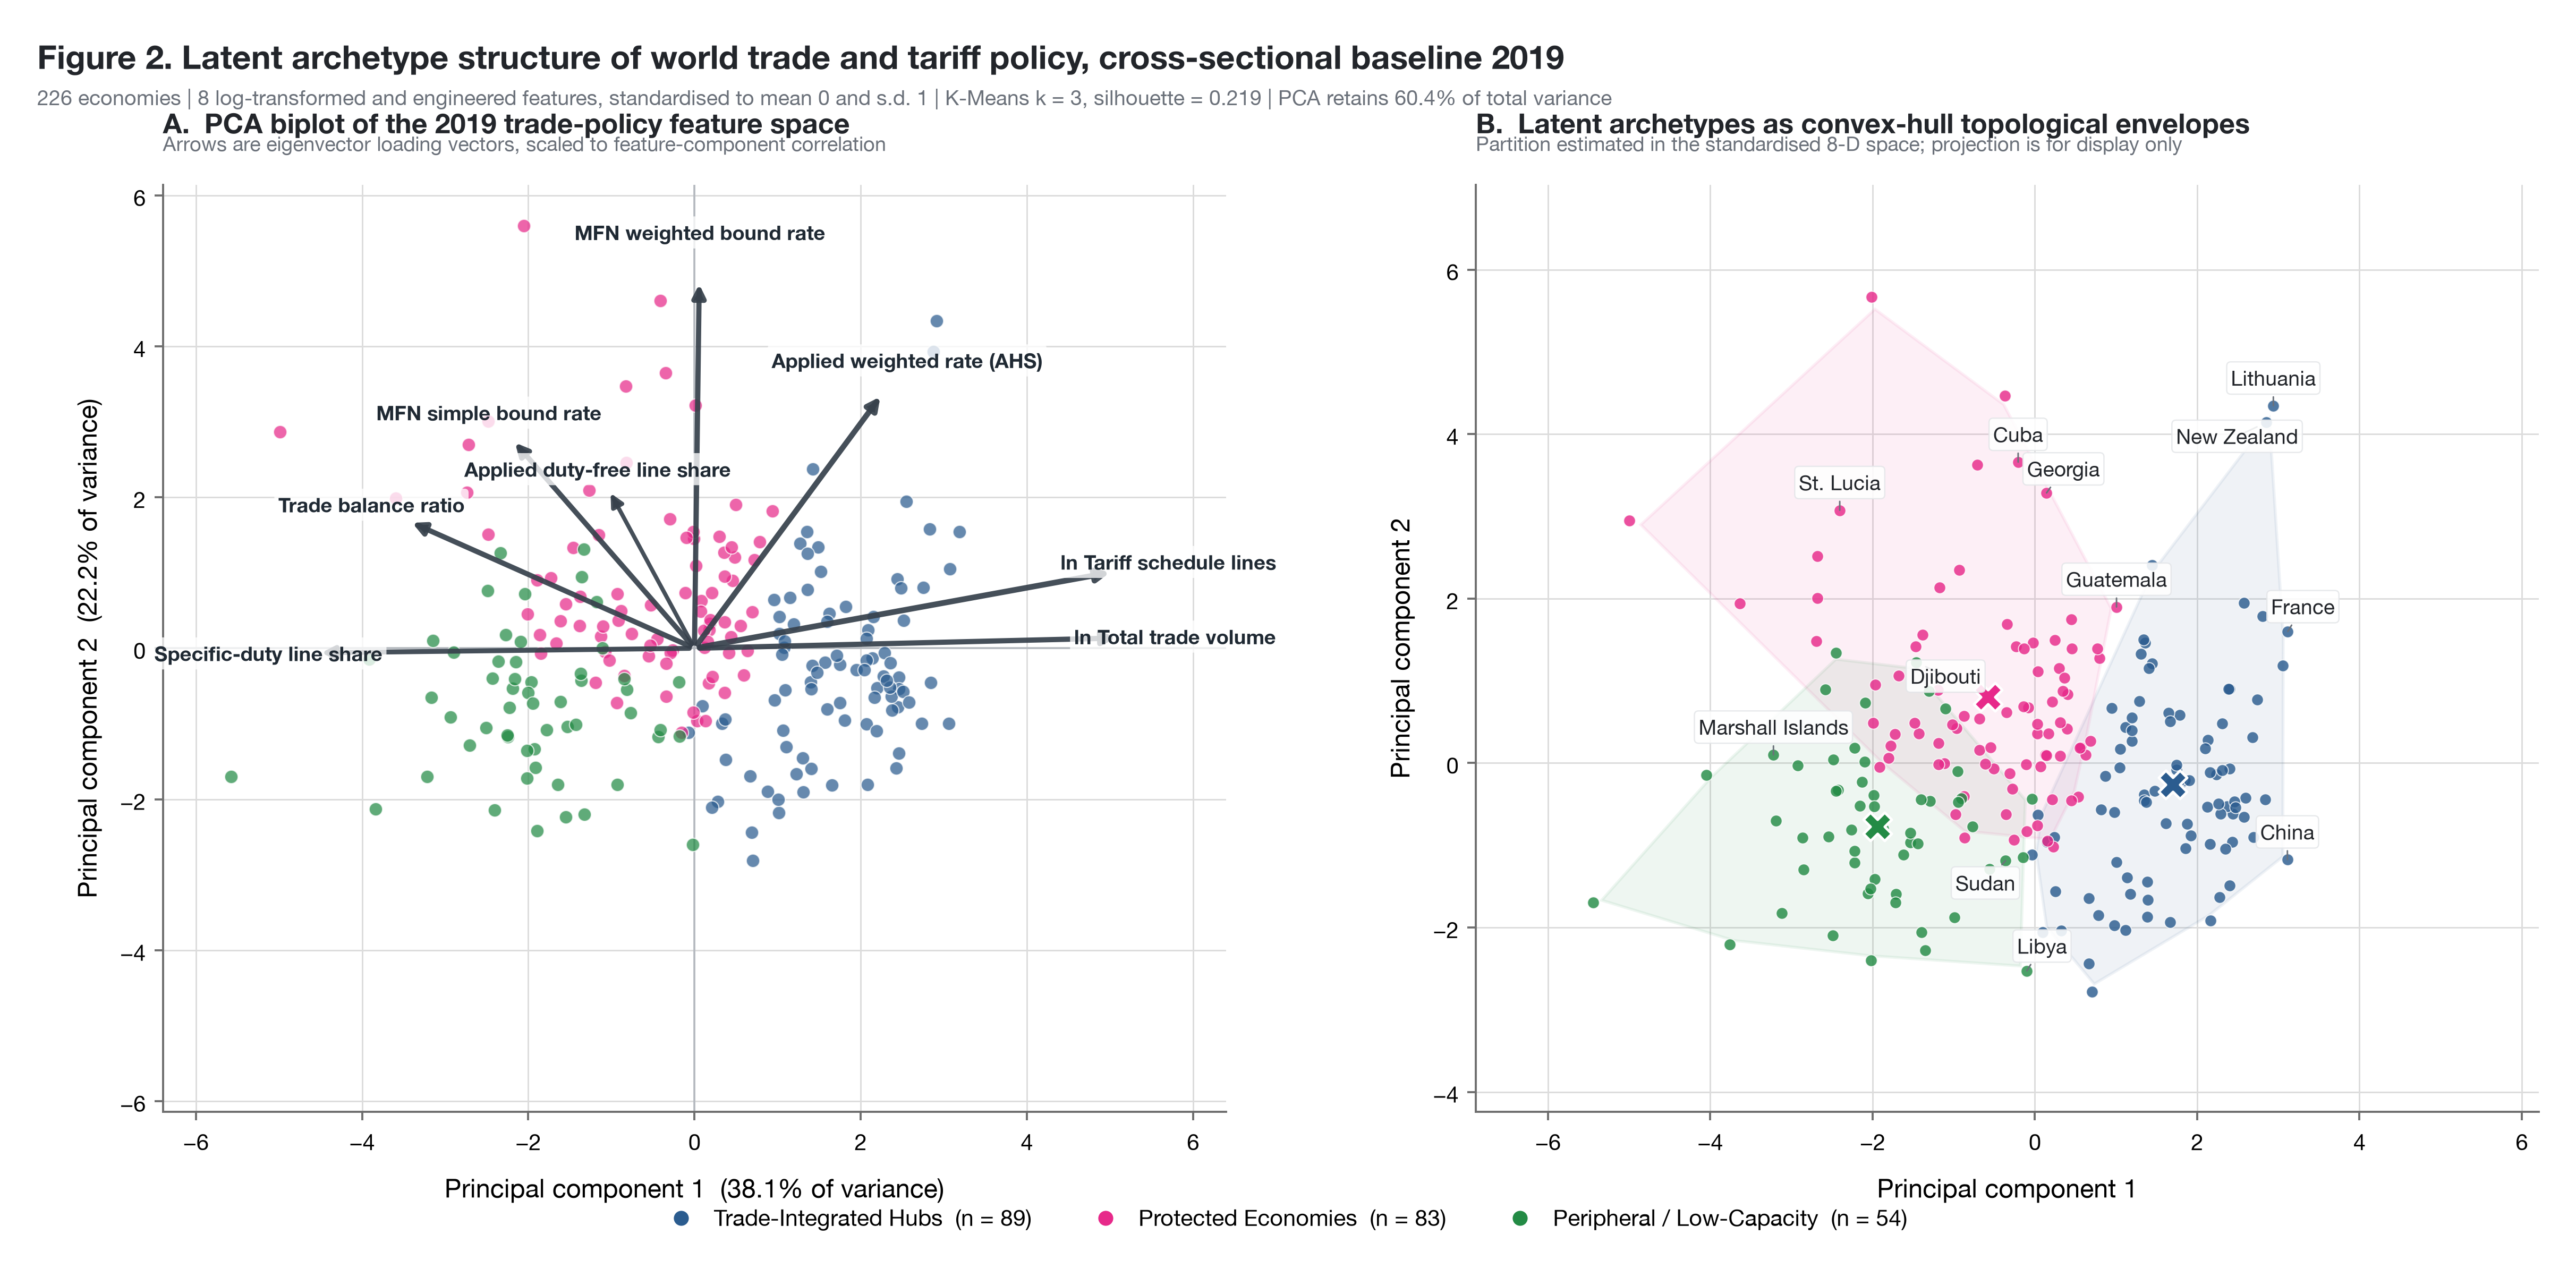 Figure 2. Latent archetype structure of world trade and tariff policy, cross-sectional baseline 2019
226 economies | 8 log-transformed and engineered features, standardised to mean 0 and s.d. 1 | K-Means k = 3, silhouette = 0.219 | PCA retains 60.4% of total variance
A. PCA biplot of the 2019 trade-policy feature space
Arrows are eigenvector loading vectors, scaled to feature-component correlation
6
4
2
0
−2
−4
−6
Principal component 2 (22.2% of variance)
MFN weighted bound rate
Applied weighted rate (AHS)
MFN simple bound rate
Applied duty-free line share
Trade balance ratio
ln Tariff schedule lines
ln Total trade volume
Specific-duty line share
−6 −4 −2 0 2 4 6
Principal component 1 (38.1% of variance)
B. Latent archetypes as convex-hull topological envelopes
Partition estimated in the standardised 8-D space; projection is for display only
6
4
2
0
−2
−4
Principal component 2
Lithuania
New Zealand
Cuba
Georgia
St. Lucia
Guatemala
France
Djibouti
Marshall Islands
China
Sudan
Libya
−6 −4 −2 0 2 4 6
Principal component 1
Trade-Integrated Hubs (n = 89)
Protected Economies (n = 83)
Peripheral / Low-Capacity (n = 54)